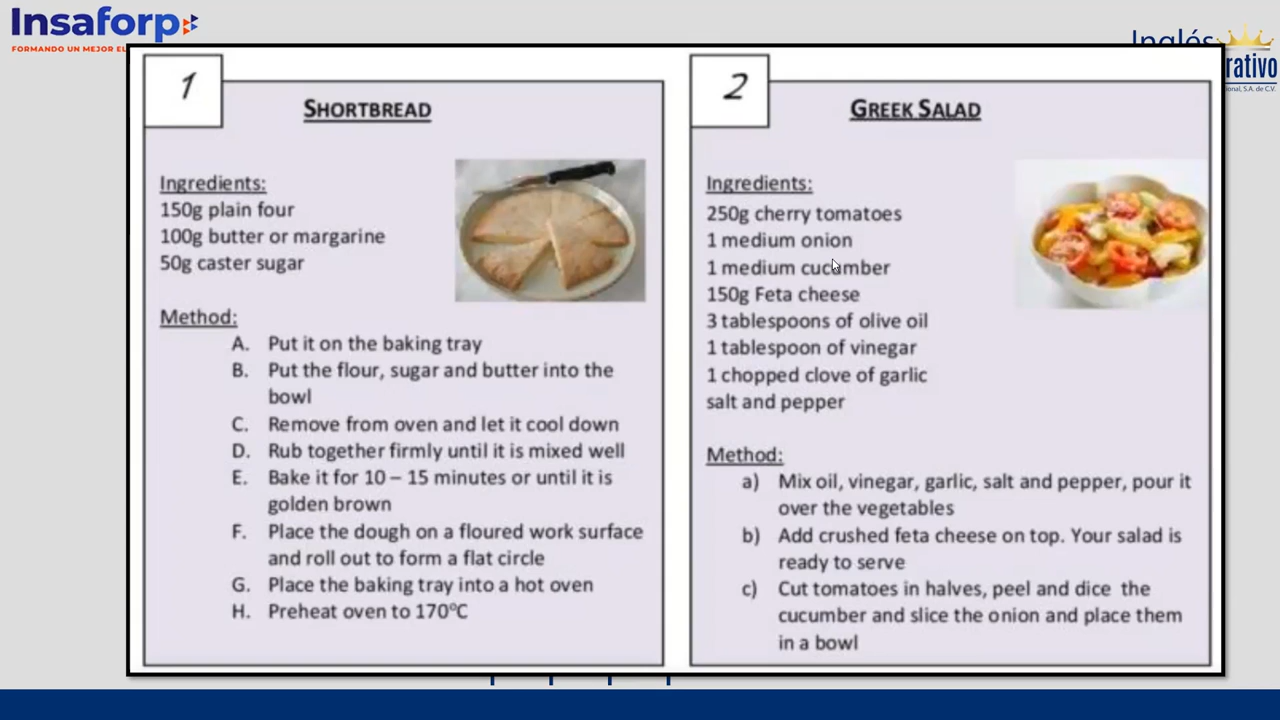 Insaforp
FORMANDO UN MEJOR EL
Inglés
rativo
ional, S.A. de C.V.
1
SHORTBREAD
Ingredients:
150g plain four
100g butter or margarine
50g caster sugar
Method:
A. Put it on the baking tray
B. Put the flour, sugar and butter into the
bowl
C. Remove from oven and let it cool down
D. Rub together firmly until it is mixed well
E. Bake it for 10 – 15 minutes or until it is
golden brown
F. Place the dough on a floured work surface
and roll out to form a flat circle
G. Place the baking tray into a hot oven
H. Preheat oven to 170°C
2
GREEK SALAD
Ingredients:
250g cherry tomatoes
1 medium onion
1 medium cucumber
150g Feta cheese
3 tablespoons of olive oil
1 tablespoon of vinegar
1 chopped clove of garlic
salt and pepper
Method:
a) Mix oil, vinegar, garlic, salt and pepper, pour it
over the vegetables
b) Add crushed feta cheese on top. Your salad is
ready to serve
c) Cut tomatoes in halves, peel and dice the
cucumber and slice the onion and place them
in a bowl